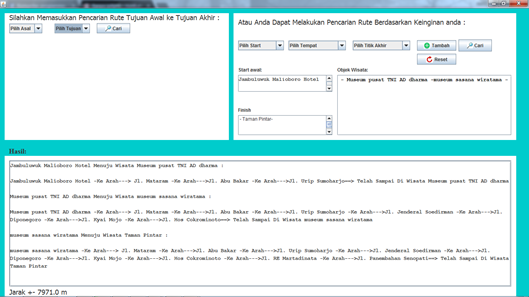 Silahkan Memasukkan Pencarian Rute Tujuan Awal ke Tujuan Akhir :
Pilih Asal
Pilih Tujuan
Cari
Atau Anda Dapat Melakukan Pencarian Rute Berdasarkan Keinginan anda :
Pilih Start
Pilih Tempat
Pilih Titik Akhir
Tambah
Cari
Reset
Start awal:
Objek Wisata:
Jambuluwuk Malioboro Hotel
- Museum pusat TNI AD dharma -museum sasana wiratama -
Finish
- Taman Pintar-
Hasil:
Jambuluwuk Malioboro Hotel Menuju Wisata Museum pusat TNI AD dharma :
Jambuluwuk Malioboro Hotel -Ke Arah---> Jl. Mataram -Ke Arah--->Jl. Abu Bakar -Ke Arah--->Jl. Urip Sumoharjo==> Telah Sampai Di Wisata Museum pusat TNI AD dharma
Museum pusat TNI AD dharma Menuju Wisata museum sasana wiratama :
Museum pusat TNI AD dharma -Ke Arah---> Jl. Mataram -Ke Arah--->Jl. Abu Bakar -Ke Arah--->Jl. Urip Sumoharjo -Ke Arah--->Jl. Jenderal Soedirman -Ke Arah--->Jl.
Diponegoro -Ke Arah--->Jl. Kyai Mojo -Ke Arah--->Jl. Hos Cokrominoto==> Telah Sampai Di Wisata museum sasana wiratama
museum sasana wiratama Menuju Wisata Taman Pintar :
museum sasana wiratama -Ke Arah---> Jl. Mataram -Ke Arah--->Jl. Abu Bakar -Ke Arah--->Jl. Urip Sumoharjo -Ke Arah--->Jl. Jenderal Soedirman -Ke Arah--->Jl.
Diponegoro -Ke Arah--->Jl. Kyai Mojo -Ke Arah--->Jl. Hos Cokrominoto -Ke Arah--->Jl. RE Martadinata -Ke Arah--->Jl. Panembahan Senopati==> Telah Sampai Di Wisata
Taman Pintar
Jarak +- 7971.0 m